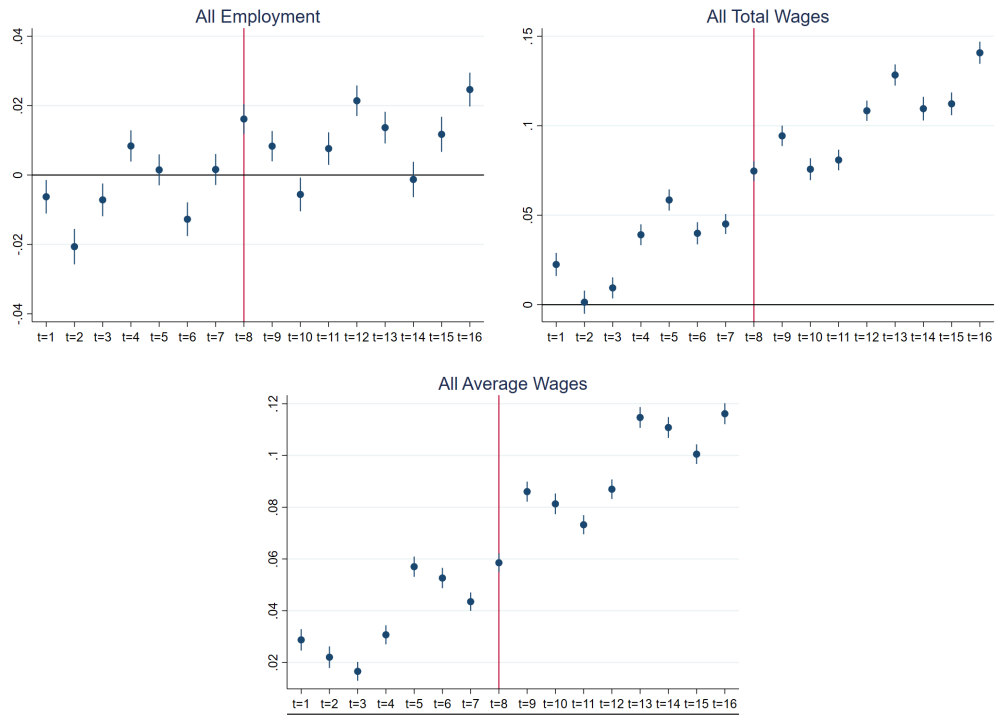 All Employment
.04
.02
0
-.02
-.04
t=1 t=2 t=3 t=4 t=5 t=6 t=7 t=8 t=9 t=10 t=11 t=12 t=13 t=14 t=15 t=16
All Total Wages
.15
.1
.05
0
t=1 t=2 t=3 t=4 t=5 t=6 t=7 t=8 t=9 t=10 t=11 t=12 t=13 t=14 t=15 t=16
All Average Wages
.12
.1
.08
.06
.04
.02
t=1 t=2 t=3 t=4 t=5 t=6 t=7 t=8 t=9 t=10 t=11 t=12 t=13 t=14 t=15 t=16